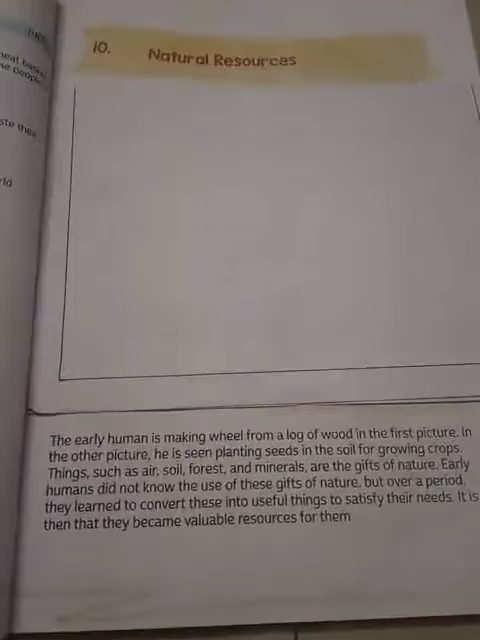 10. Natural Resources
The early human is making wheel from a log of wood in the first picture. In
the other picture, he is seen planting seeds in the soil for growing crops.
Things, such as air, soil, forest, and minerals, are the gifts of nature. Early
humans did not know the use of these gifts of nature, but over a period,
they learned to convert these into useful things to satisfy their needs. It is
then that they became valuable resources for them